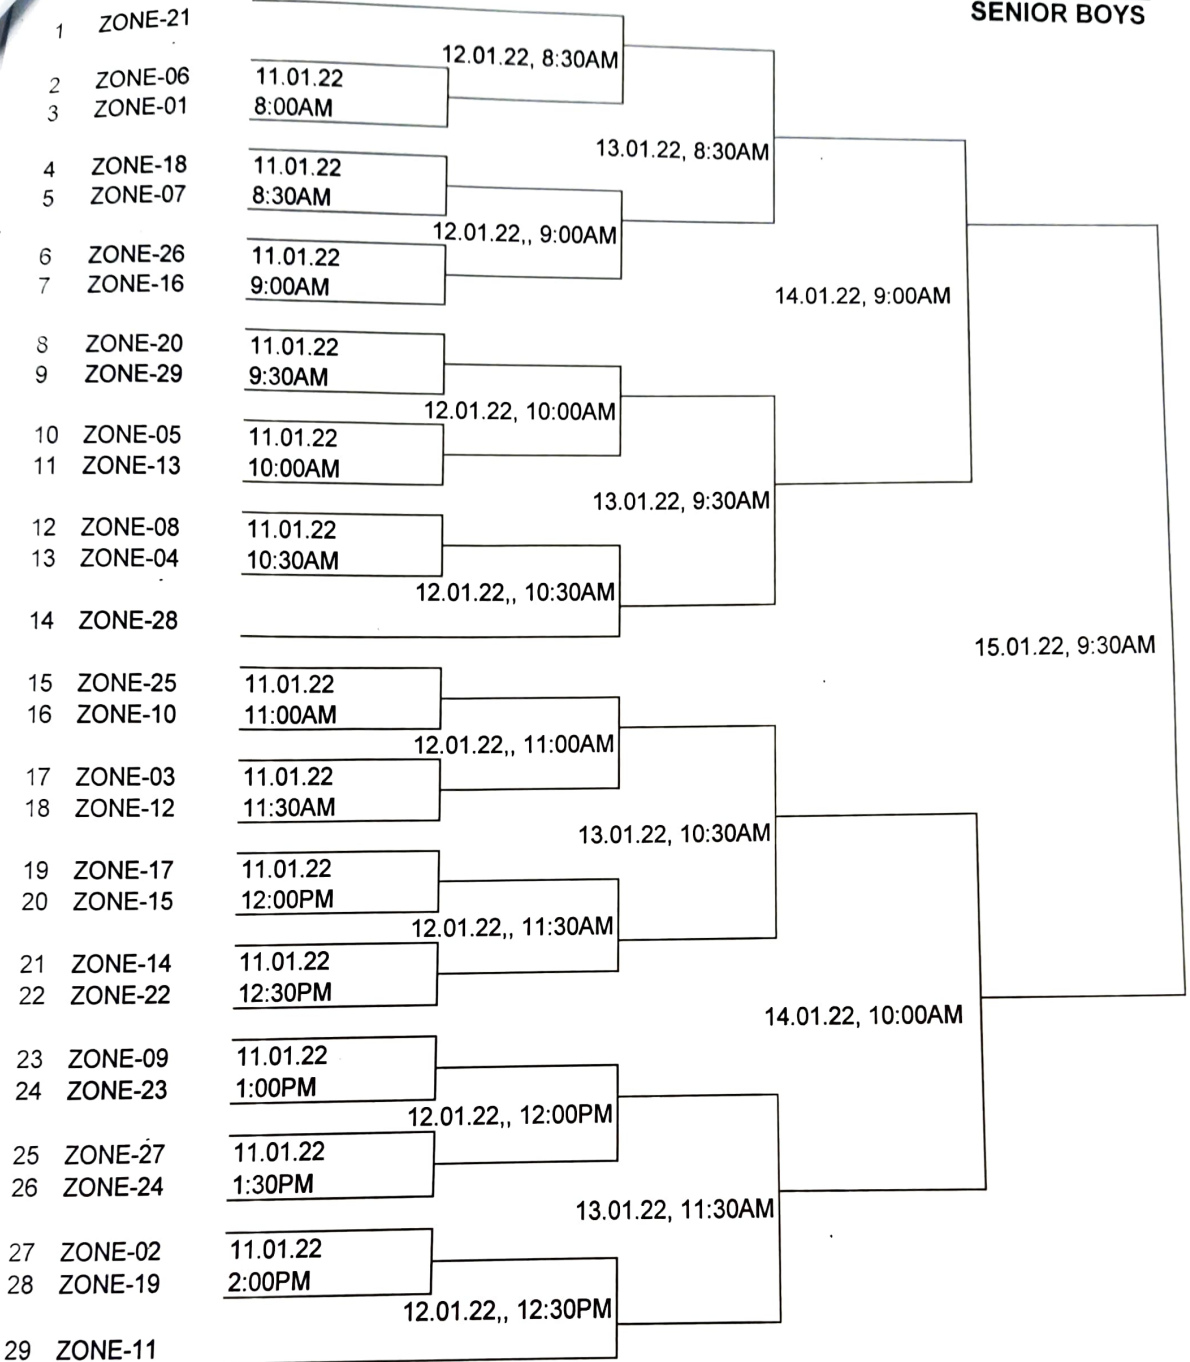 SENIOR BOYS
1 ZONE-21
12.01.22, 8:30AM
2 ZONE-06 11.01.22
3 ZONE-01 8:00AM
13.01.22, 8:30AM
4 ZONE-18 11.01.22
5 ZONE-07 8:30AM
12.01.22,, 9:00AM
6 ZONE-26 11.01.22
7 ZONE-16 9:00AM
14.01.22, 9:00AM
8 ZONE-20 11.01.22
9 ZONE-29 9:30AM
12.01.22, 10:00AM
10 ZONE-05 11.01.22
11 ZONE-13 10:00AM
13.01.22, 9:30AM
12 ZONE-08 11.01.22
13 ZONE-04 10:30AM
12.01.22,, 10:30AM
14 ZONE-28
15.01.22, 9:30AM
15 ZONE-25 11.01.22
16 ZONE-10 11:00AM
12.01.22,, 11:00AM
17 ZONE-03 11.01.22
18 ZONE-12 11:30AM
13.01.22, 10:30AM
19 ZONE-17 11.01.22
20 ZONE-15 12:00PM
12.01.22,, 11:30AM
21 ZONE-14 11.01.22
22 ZONE-22 12:30PM
14.01.22, 10:00AM
23 ZONE-09 11.01.22
24 ZONE-23 1:00PM
12.01.22,, 12:00PM
25 ZONE-27 11.01.22
26 ZONE-24 1:30PM
13.01.22, 11:30AM
27 ZONE-02 11.01.22
28 ZONE-19 2:00PM
12.01.22,, 12:30PM
29 ZONE-11